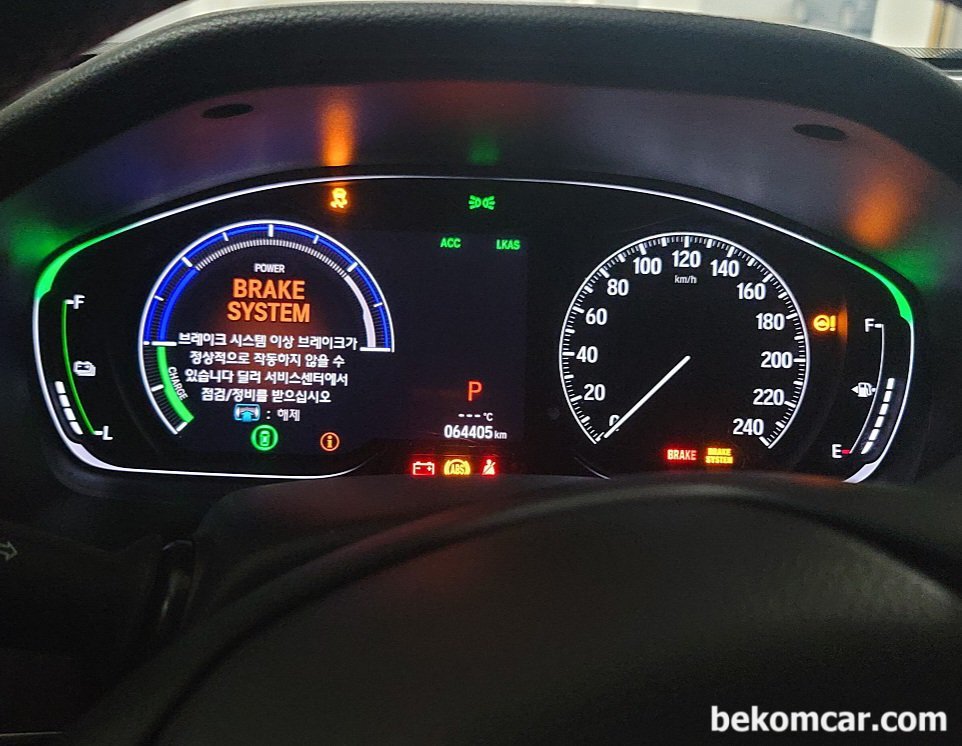 ACC LKAS
POWER
BRAKE
SYSTEM
브레이크 시스템 이상 브레이크가
정상적으로 작동하지 않을 수
있습니다 딜러 서비스센터에서
점검/정비를 받으십시오
: 해제
CHARGE
F
L
P
---°C
064405 km
ABS
0
20
40
60
80
100
120
140
160
180
200
220
240
km/h
BRAKE
BRAKE
SYSTEM
F
E
bekomcar.com